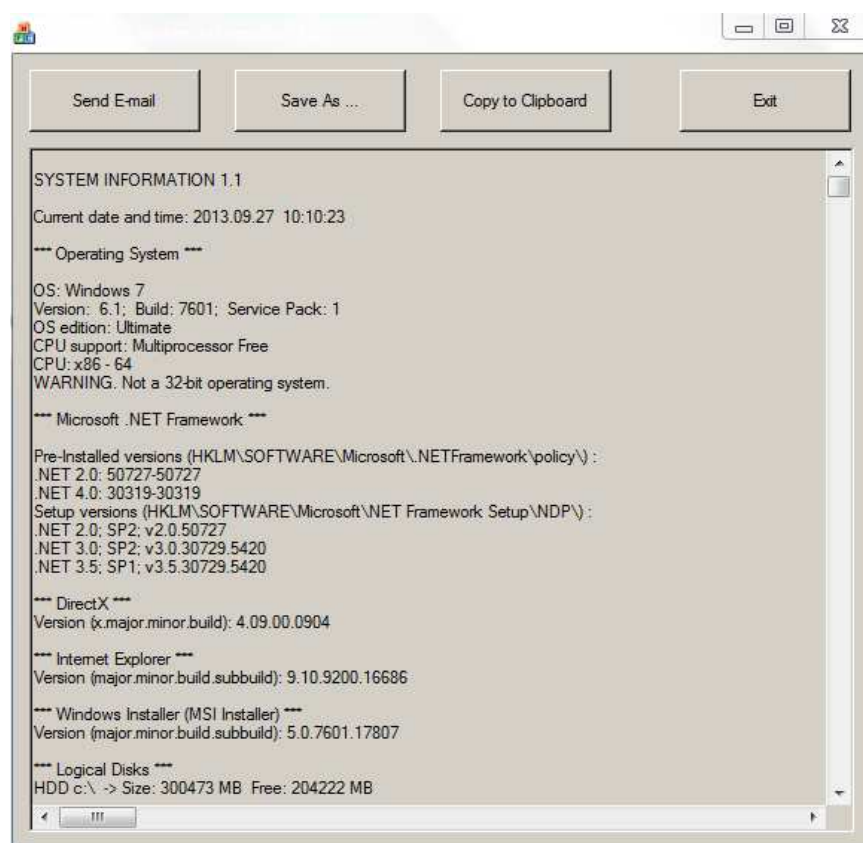 Send E-mail
Save As ...
Copy to Clipboard
Exit
SYSTEM INFORMATION 1.1
Current date and time: 2013.09.27  10:10:23
*** Operating System ***
OS: Windows 7
Version:  6.1;  Build: 7601;  Service Pack: 1
OS edition: Ultimate
CPU support: Multiprocessor Free
CPU: x86 - 64
WARNING. Not a 32-bit operating system.
*** Microsoft .NET Framework ***
Pre-Installed versions (HKLM\SOFTWARE\Microsoft\.NETFramework\policy\) :
.NET 2.0: 50727-50727
.NET 4.0: 30319-30319
Setup versions (HKLM\SOFTWARE\Microsoft\NET Framework Setup\NDP\) :
.NET 2.0; SP2; v2.0.50727
.NET 3.0; SP2; v3.0.30729.5420
.NET 3.5; SP1; v3.5.30729.5420
*** DirectX ***
Version (x.major.minor.build): 4.09.00.0904
*** Internet Explorer ***
Version (major.minor.build.subbuild): 9.10.9200.16686
*** Windows Installer (MSI Installer) ***
Version (major.minor.build.subbuild): 5.0.7601.17807
*** Logical Disks ***
HDD c:\  -> Size: 300473 MB  Free: 204222 MB